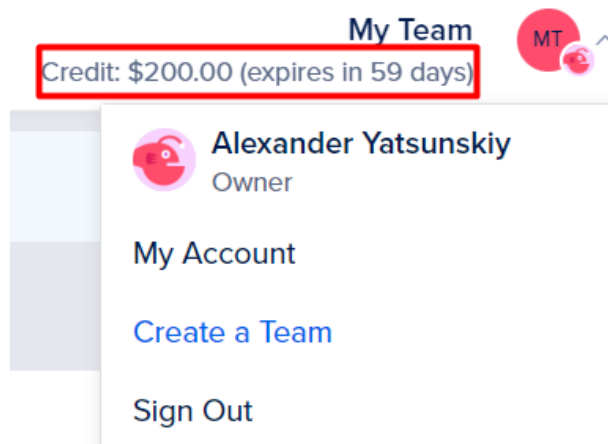 My Team
MT
Credit: $200.00 (expires in 59 days)
Alexander Yatsunskiy
Owner
My Account
Create a Team
Sign Out